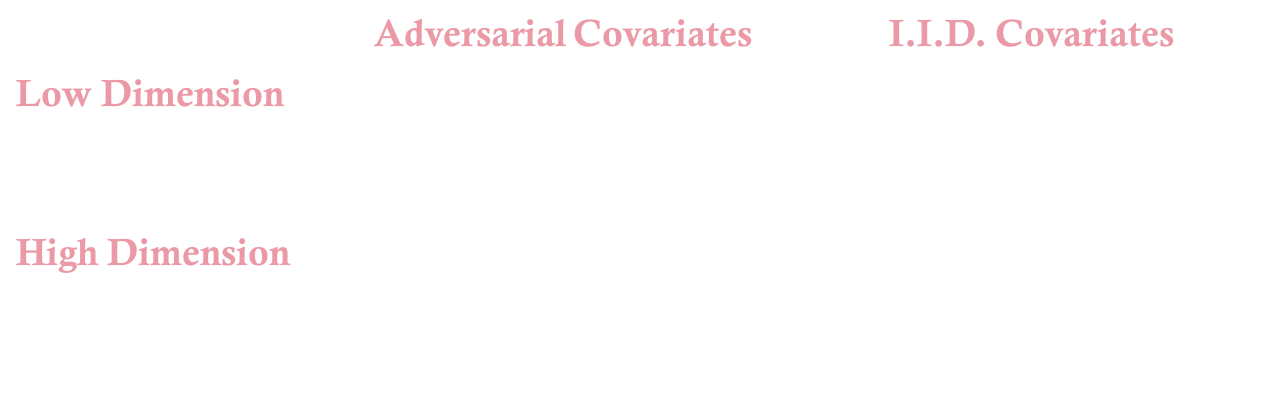 Adversarial Covariates I.I.D. Covariates
Low Dimension
High Dimension